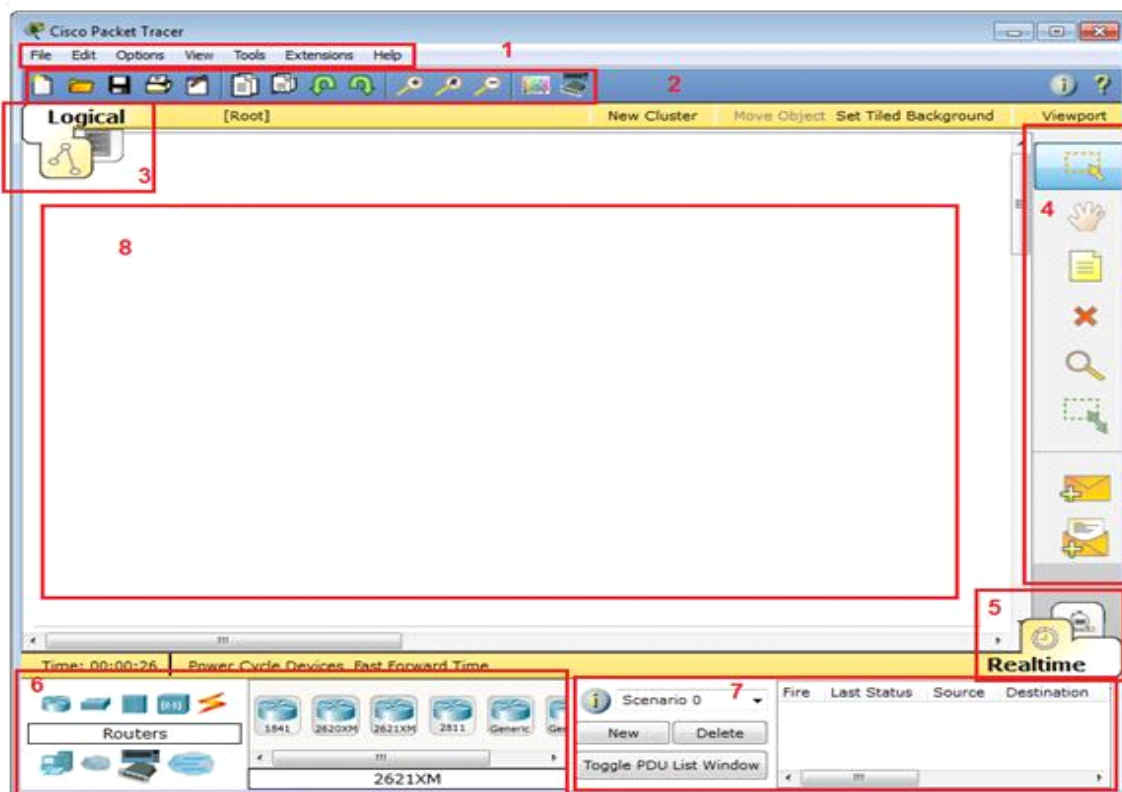 Cisco Packet Tracer
File Edit Options View Tools Extensions Help 1
2
Logical [Root] New Cluster Move Object Set Tiled Background Viewport
3
4
8
5
Time: 00:00:26 Power Cycle Devices Fast Forward Time Realtime
6
Routers
1841 2620XM 2621XM 2811 Generic Ge
2621XM
7
Scenario 0 Fire Last Status Source Destination
New Delete
Toggle PDU List Window